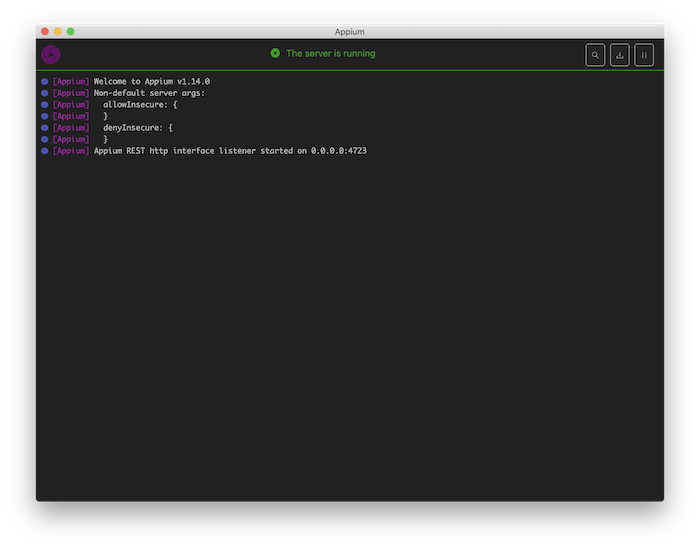 Appium
The server is running
[Appium] Welcome to Appium v1.14.0
[Appium] Non-default server args:
[Appium]   allowInsecure: {
[Appium]   }
[Appium]   denyInsecure: {
[Appium]   }
[Appium] Appium REST http interface listener started on 0.0.0.0:4723